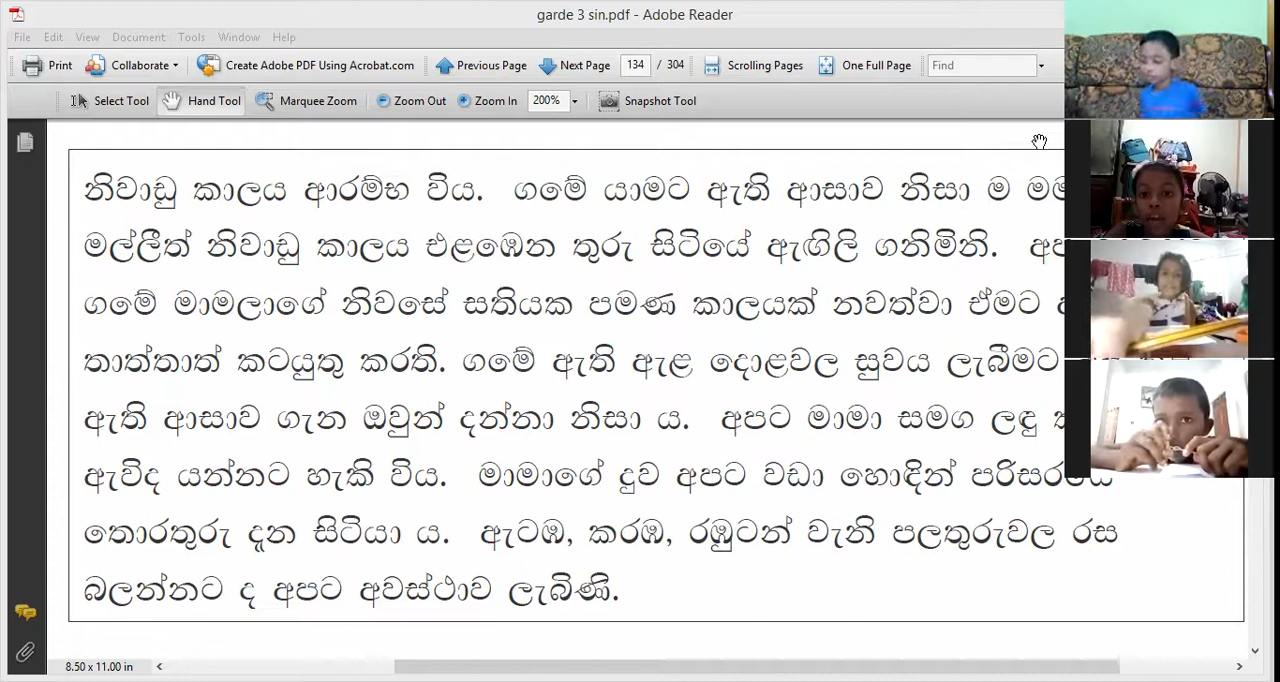 garde 3 sin.pdf - Adobe Reader
File Edit View Document Tools Window Help
Print Collaborate Create Adobe PDF Using Acrobat.com Previous Page Next Page 134 / 304 Scrolling Pages One Full Page Find
Select Tool Hand Tool Marquee Zoom Zoom Out Zoom In 200% Snapshot Tool
නිවාඩු කාලය ආරම්භ විය. ගමේ යාමට ඇති ආසාව නිසා ම
මල්ලීත් නිවාඩු කාලය එළඹෙන තුරු සිටියේ ඇඟිලි ගනිමිනි.
ගමේ මාමලාගේ නිවසේ සතියක පමණ කාලයක් නවත්වා ඒමට
තාත්තාත් කටයුතු කරති. ගමේ ඇති ඇළ දොළවල සුවය ලැබීමට
ඇති ආසාව ගැන ඔවුන් දන්නා නිසා ය. අපට මාමා සමග ලඳු
ඇවිද යන්නට හැකි විය. මාමාගේ දුව අපට වඩා හොඳින්
තොරතුරු දැන සිටියා ය. ඇටඹ, කරඹ, රඹුටන් වැනි පලතුරුවල රස
බලන්නට ද අපට අවස්ථාව ලැබිණි.
8.50 x 11.00 in